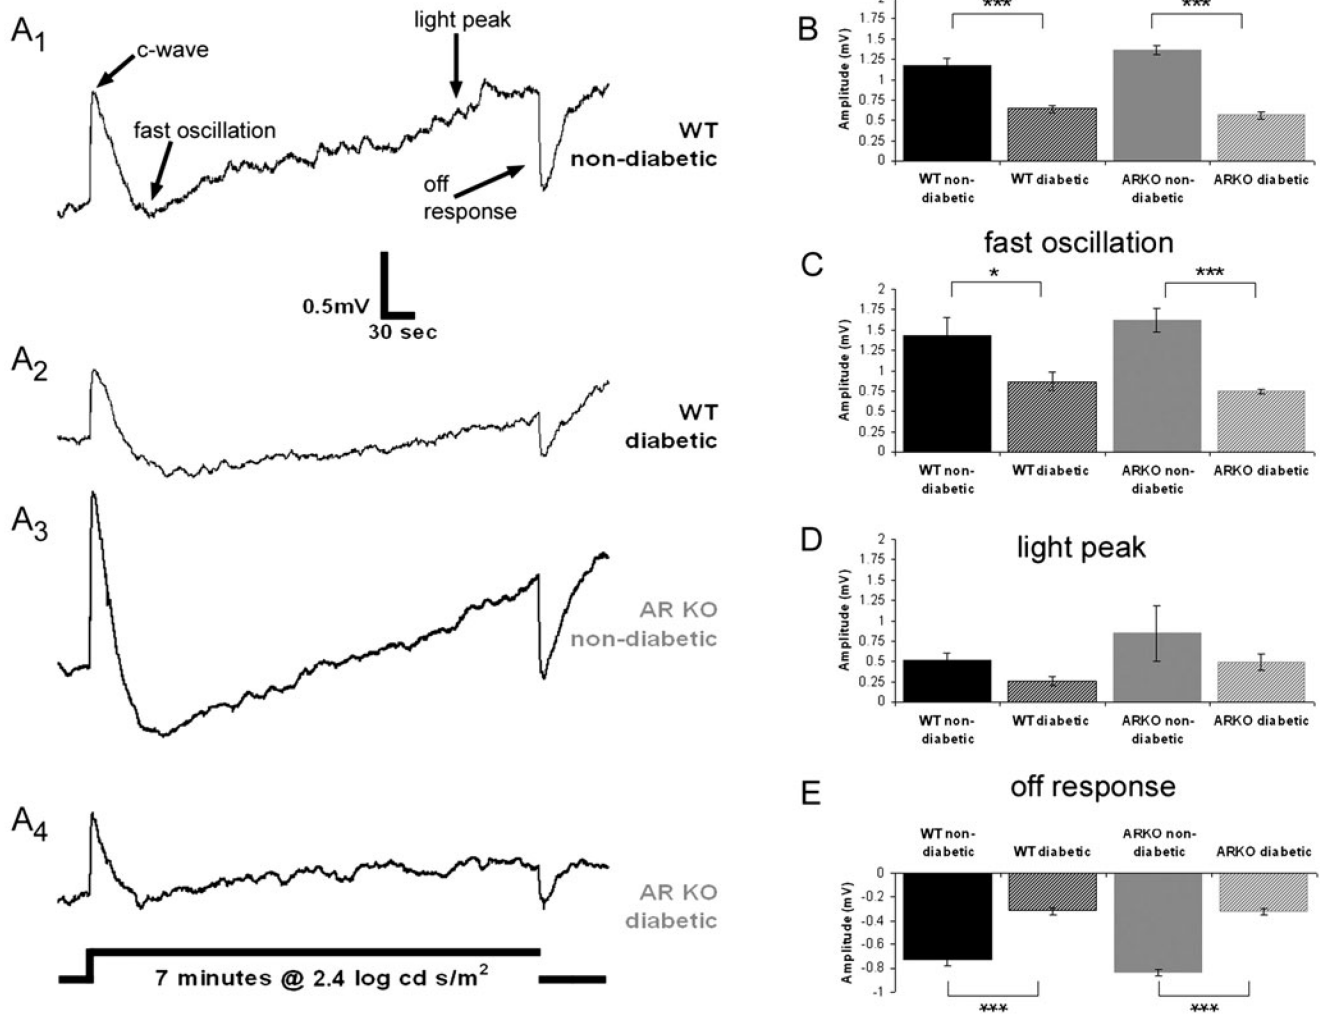 A1
c-wave
fast oscillation
light peak
off
response
WT
non-diabetic
0.5mV
30 sec
A2
WT
diabetic
A3
AR KO
non-diabetic
A4
AR KO
diabetic
7 minutes @ 2.4 log cd s/m²
B
***
***
Amplitude (mV)
1.75
1.5
1.25
1
0.75
0.5
0.25
0
WT non-
diabetic
WT diabetic
ARKO non-
diabetic
ARKO diabetic
C
fast oscillation
*
***
Amplitude (mV)
2
1.75
1.5
1.25
1
0.75
0.5
0.25
0
WT non-
diabetic
WT diabetic
ARKO non-
diabetic
ARKO diabetic
D
light peak
Amplitude (mV)
2
1.75
1.5
1.25
1
0.75
0.5
0.25
0
WT non-
diabetic
WT diabetic
ARKO non-
diabetic
ARKO diabetic
E
off response
WT non-
diabetic
WT diabetic
ARKO non-
diabetic
ARKO diabetic
Amplitude (mV)
0
-0.2
-0.4
-0.6
-0.8
-1
***
***